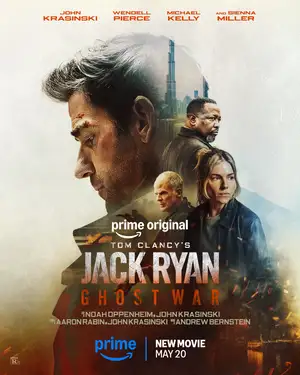 JOHN KRASINSKI WENDELL PIERCE MICHAEL KELLY AND SIENNA MILLER
prime original
TOM CLANCY'S
JACK RYAN
GHOST WAR
NOAH OPPENHEIM & JOHN KRASINSKI
AARON RABIN & JOHN KRASINSKI ANDREW BERNSTEIN
prime
NEW MOVIE
MAY 20